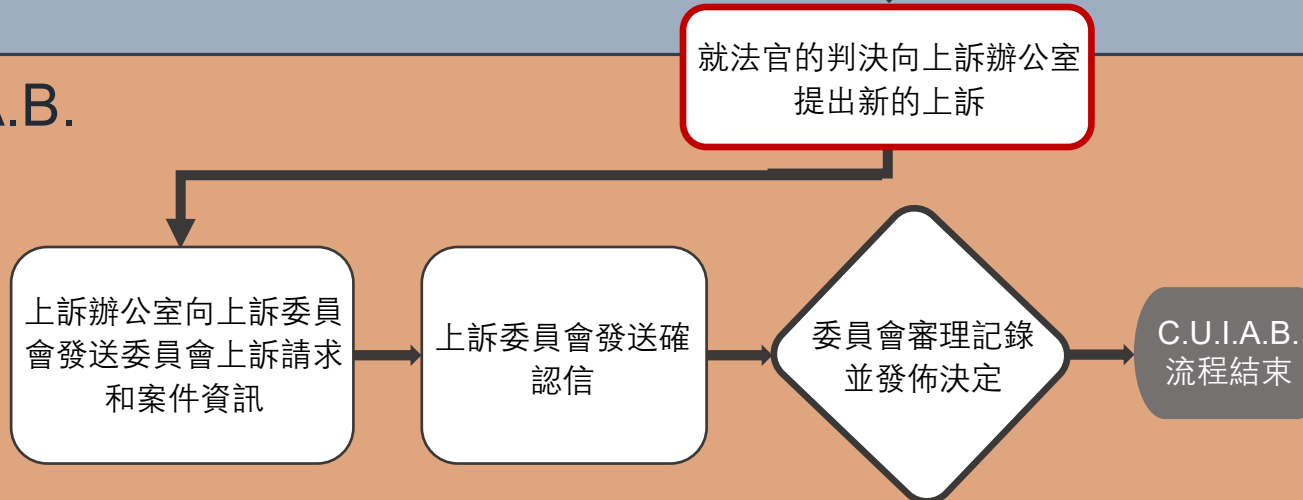 就法官的判決向上訴辦公室
提出新的上訴
A.B.
上訴辦公室向上訴委員
會發送委員會上訴請求
和案件資訊
上訴委員會發送確
認信
委員會審理記錄
並發佈決定
C.U.I.A.B.
流程結束